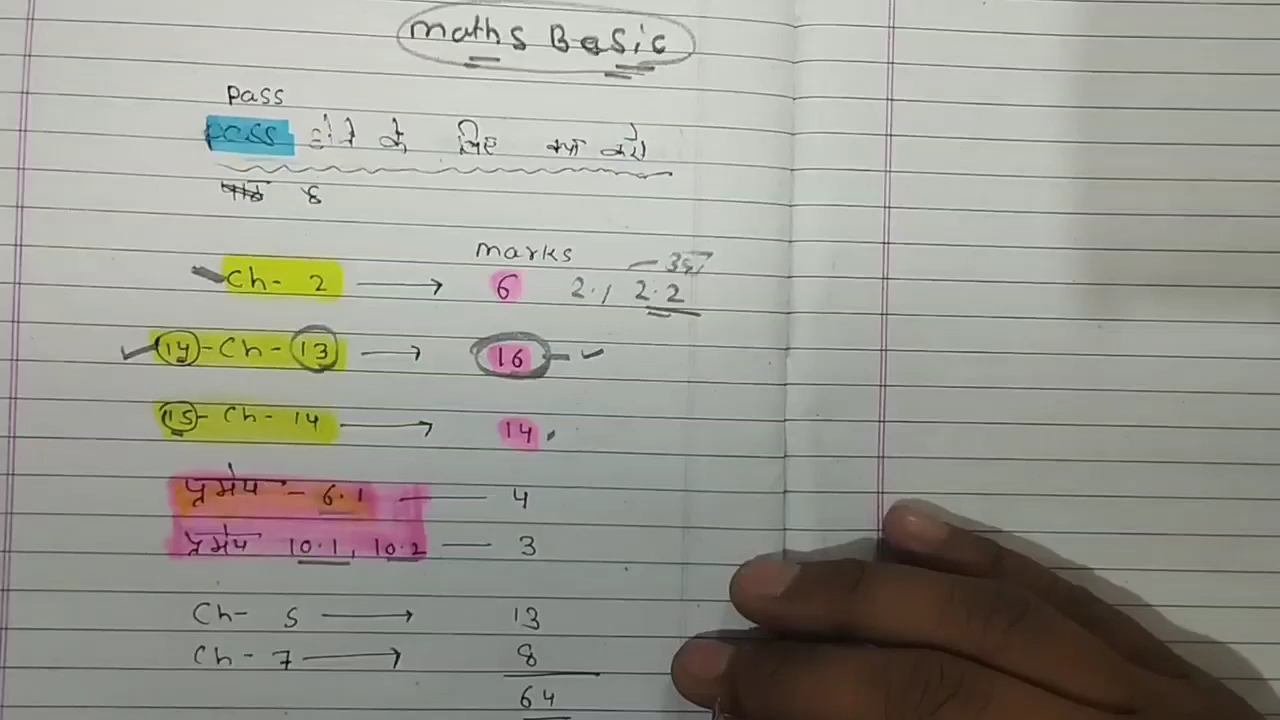 maths Basic
pass
pass होने के लिए क्या करें
8
marks
Ch- 2 → 6 2.1 2.2
14 - Ch - 13 → 16
15 - Ch - 14 → 14
प्रमेय - 6.1 — 4
प्रमेय 10.1, 10.2 — 3
Ch- 5 → 13
Ch - 7 → 8
64